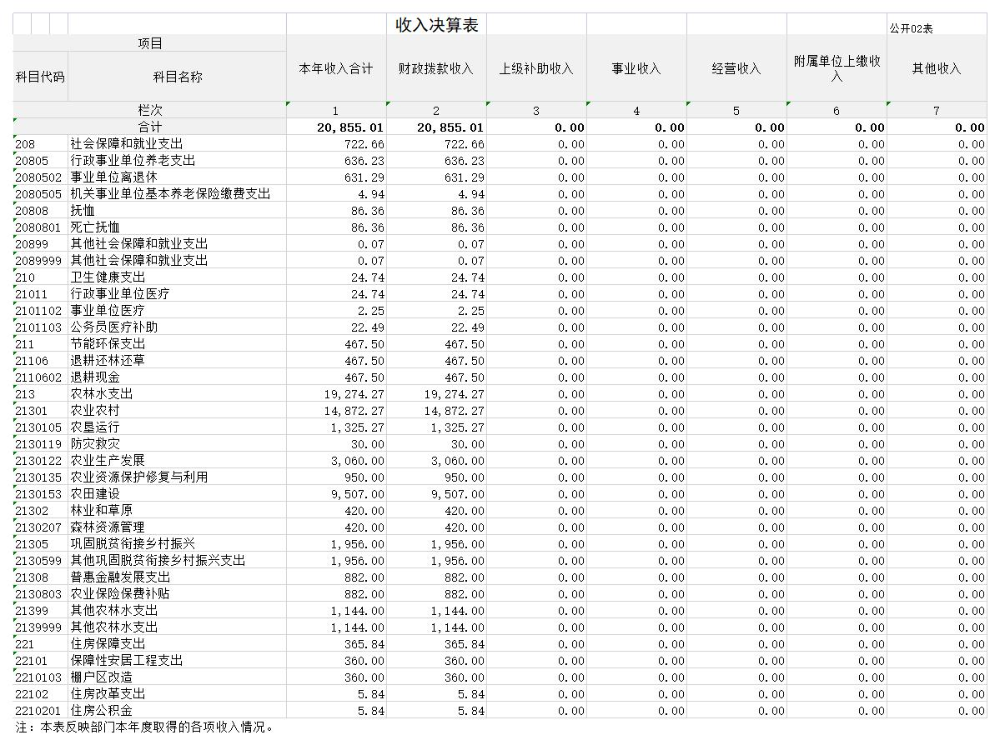 收入决算表
公开02表
项目 本年收入合计 财政拨款收入 上级补助收入 事业收入 经营收入 附属单位上缴收入 其他收入
科目代码 科目名称
栏次 1 2 3 4 5 6 7
合计 20,855.01 20,855.01 0.00 0.00 0.00 0.00 0.00
208 社会保障和就业支出 722.66 722.66 0.00 0.00 0.00 0.00 0.00
20805 行政事业单位养老支出 636.23 636.23 0.00 0.00 0.00 0.00 0.00
2080502 事业单位离退休 631.29 631.29 0.00 0.00 0.00 0.00 0.00
2080505 机关事业单位基本养老保险缴费支出 4.94 4.94 0.00 0.00 0.00 0.00 0.00
20808 抚恤 86.36 86.36 0.00 0.00 0.00 0.00 0.00
2080801 死亡抚恤 86.36 86.36 0.00 0.00 0.00 0.00 0.00
20899 其他社会保障和就业支出 0.07 0.07 0.00 0.00 0.00 0.00 0.00
2089999 其他社会保障和就业支出 0.07 0.07 0.00 0.00 0.00 0.00 0.00
210 卫生健康支出 24.74 24.74 0.00 0.00 0.00 0.00 0.00
21011 行政事业单位医疗 24.74 24.74 0.00 0.00 0.00 0.00 0.00
2101102 事业单位医疗 2.25 2.25 0.00 0.00 0.00 0.00 0.00
2101103 公务员医疗补助 22.49 22.49 0.00 0.00 0.00 0.00 0.00
211 节能环保支出 467.50 467.50 0.00 0.00 0.00 0.00 0.00
21106 退耕还林还草 467.50 467.50 0.00 0.00 0.00 0.00 0.00
2110602 退耕现金 467.50 467.50 0.00 0.00 0.00 0.00 0.00
213 农林水支出 19,274.27 19,274.27 0.00 0.00 0.00 0.00 0.00
21301 农业农村 14,872.27 14,872.27 0.00 0.00 0.00 0.00 0.00
2130105 农垦运行 1,325.27 1,325.27 0.00 0.00 0.00 0.00 0.00
2130119 防灾救灾 30.00 30.00 0.00 0.00 0.00 0.00 0.00
2130122 农业生产发展 3,060.00 3,060.00 0.00 0.00 0.00 0.00 0.00
2130135 农业资源保护修复与利用 950.00 950.00 0.00 0.00 0.00 0.00 0.00
2130153 农田建设 9,507.00 9,507.00 0.00 0.00 0.00 0.00 0.00
21302 林业和草原 420.00 420.00 0.00 0.00 0.00 0.00 0.00
2130207 森林资源管理 420.00 420.00 0.00 0.00 0.00 0.00 0.00
21305 巩固脱贫衔接乡村振兴 1,956.00 1,956.00 0.00 0.00 0.00 0.00 0.00
2130599 其他巩固脱贫衔接乡村振兴支出 1,956.00 1,956.00 0.00 0.00 0.00 0.00 0.00
21308 普惠金融发展支出 882.00 882.00 0.00 0.00 0.00 0.00 0.00
2130803 农业保险保费补贴 882.00 882.00 0.00 0.00 0.00 0.00 0.00
21399 其他农林水支出 1,144.00 1,144.00 0.00 0.00 0.00 0.00 0.00
2139999 其他农林水支出 1,144.00 1,144.00 0.00 0.00 0.00 0.00 0.00
221 住房保障支出 365.84 365.84 0.00 0.00 0.00 0.00 0.00
22101 保障性安居工程支出 360.00 360.00 0.00 0.00 0.00 0.00 0.00
2210103 棚户区改造 360.00 360.00 0.00 0.00 0.00 0.00 0.00
22102 住房改革支出 5.84 5.84 0.00 0.00 0.00 0.00 0.00
2210201 住房公积金 5.84 5.84 0.00 0.00 0.00 0.00 0.00
注：本表反映部门本年度取得的各项收入情况。